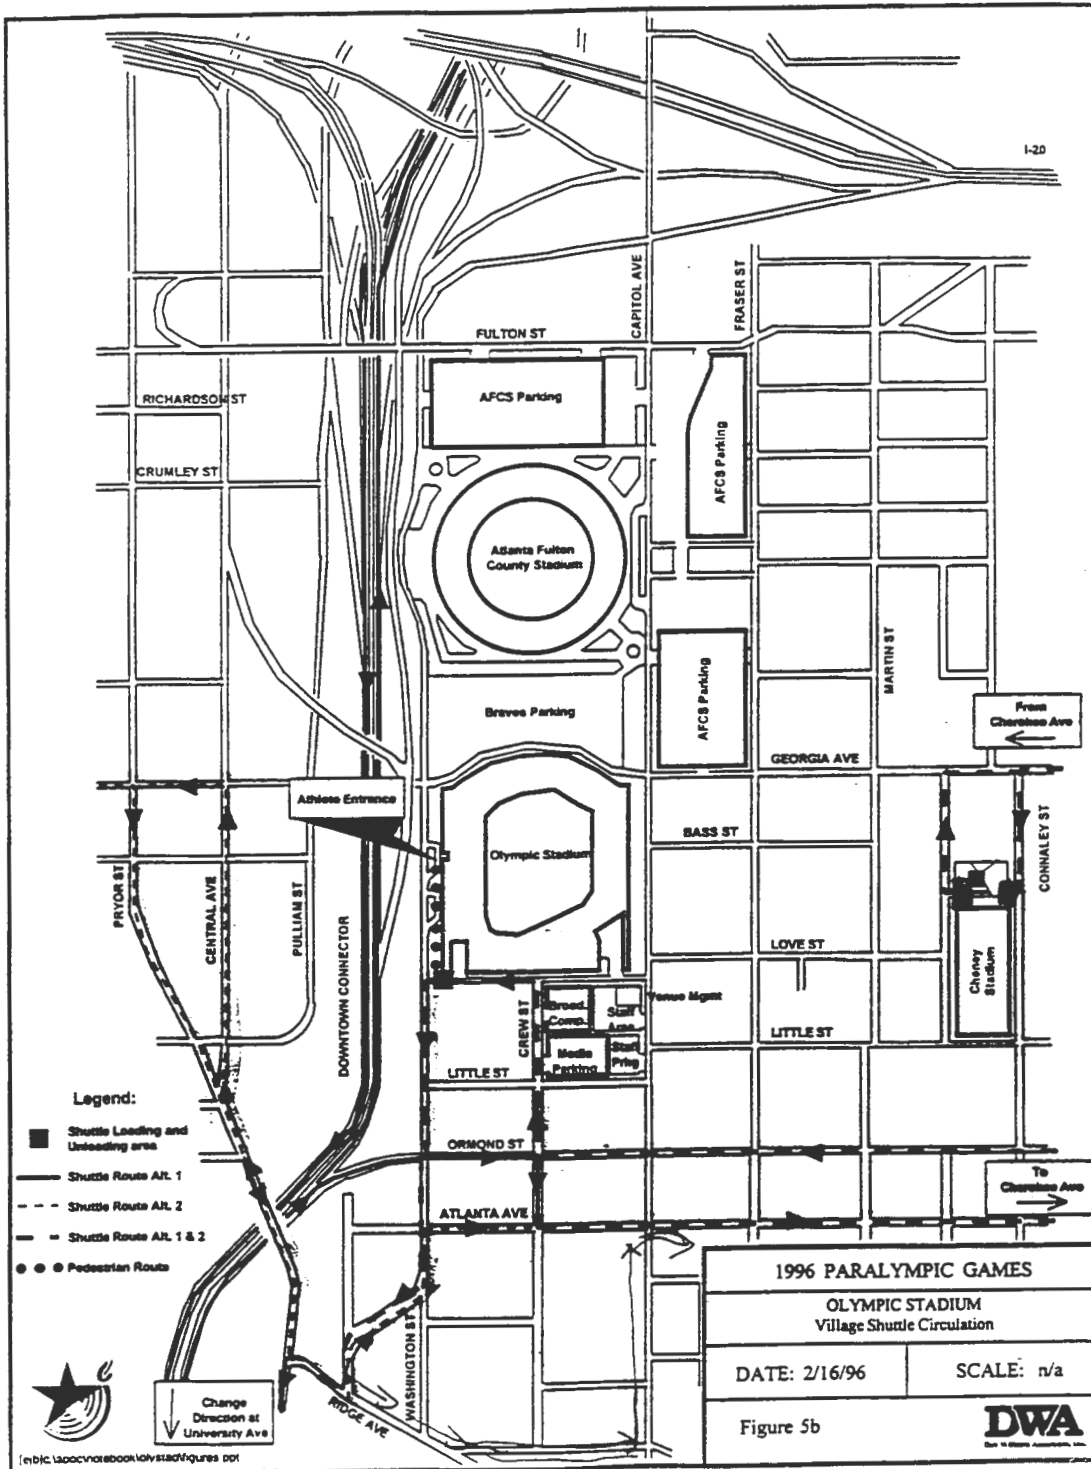 I-20
CAPITOL AVE
FRASER ST
FULTON ST
AFCS Parking
RICHARDSON ST
AFCS Parking
CRUMLEY ST
Atlanta Fulton
County Stadium
MARTIN ST
AFCS Parking
From
Cherokee Ave
Braves Parking
GEORGIA AVE
Athlete Entrance
BASS ST
CONNALEY ST
Olympic Stadium
PRYOR ST
CENTRAL AVE
PULLIAM ST
DOWNTOWN CONNECTOR
LOVE ST
Cheney
Stadium
Venue Mgmt
CREW ST
Broad
Comp.
Staff
Area
LITTLE ST
Media
Parking
Staff
Prkg
LITTLE ST
Legend:
Shuttle Loading and
Unloading area
Shuttle Route Alt. 1
Shuttle Route Alt. 2
Shuttle Route Alt. 1 & 2
Pedestrian Route
ORMOND ST
To
Cherokee Ave
ATLANTA AVE
WASHINGTON ST
RIDGE AVE
Change
Direction at
University Ave
1996 PARALYMPIC GAMES
OLYMPIC STADIUM
Village Shuttle Circulation
DATE: 2/16/96
SCALE: n/a
Figure 5b
DWA